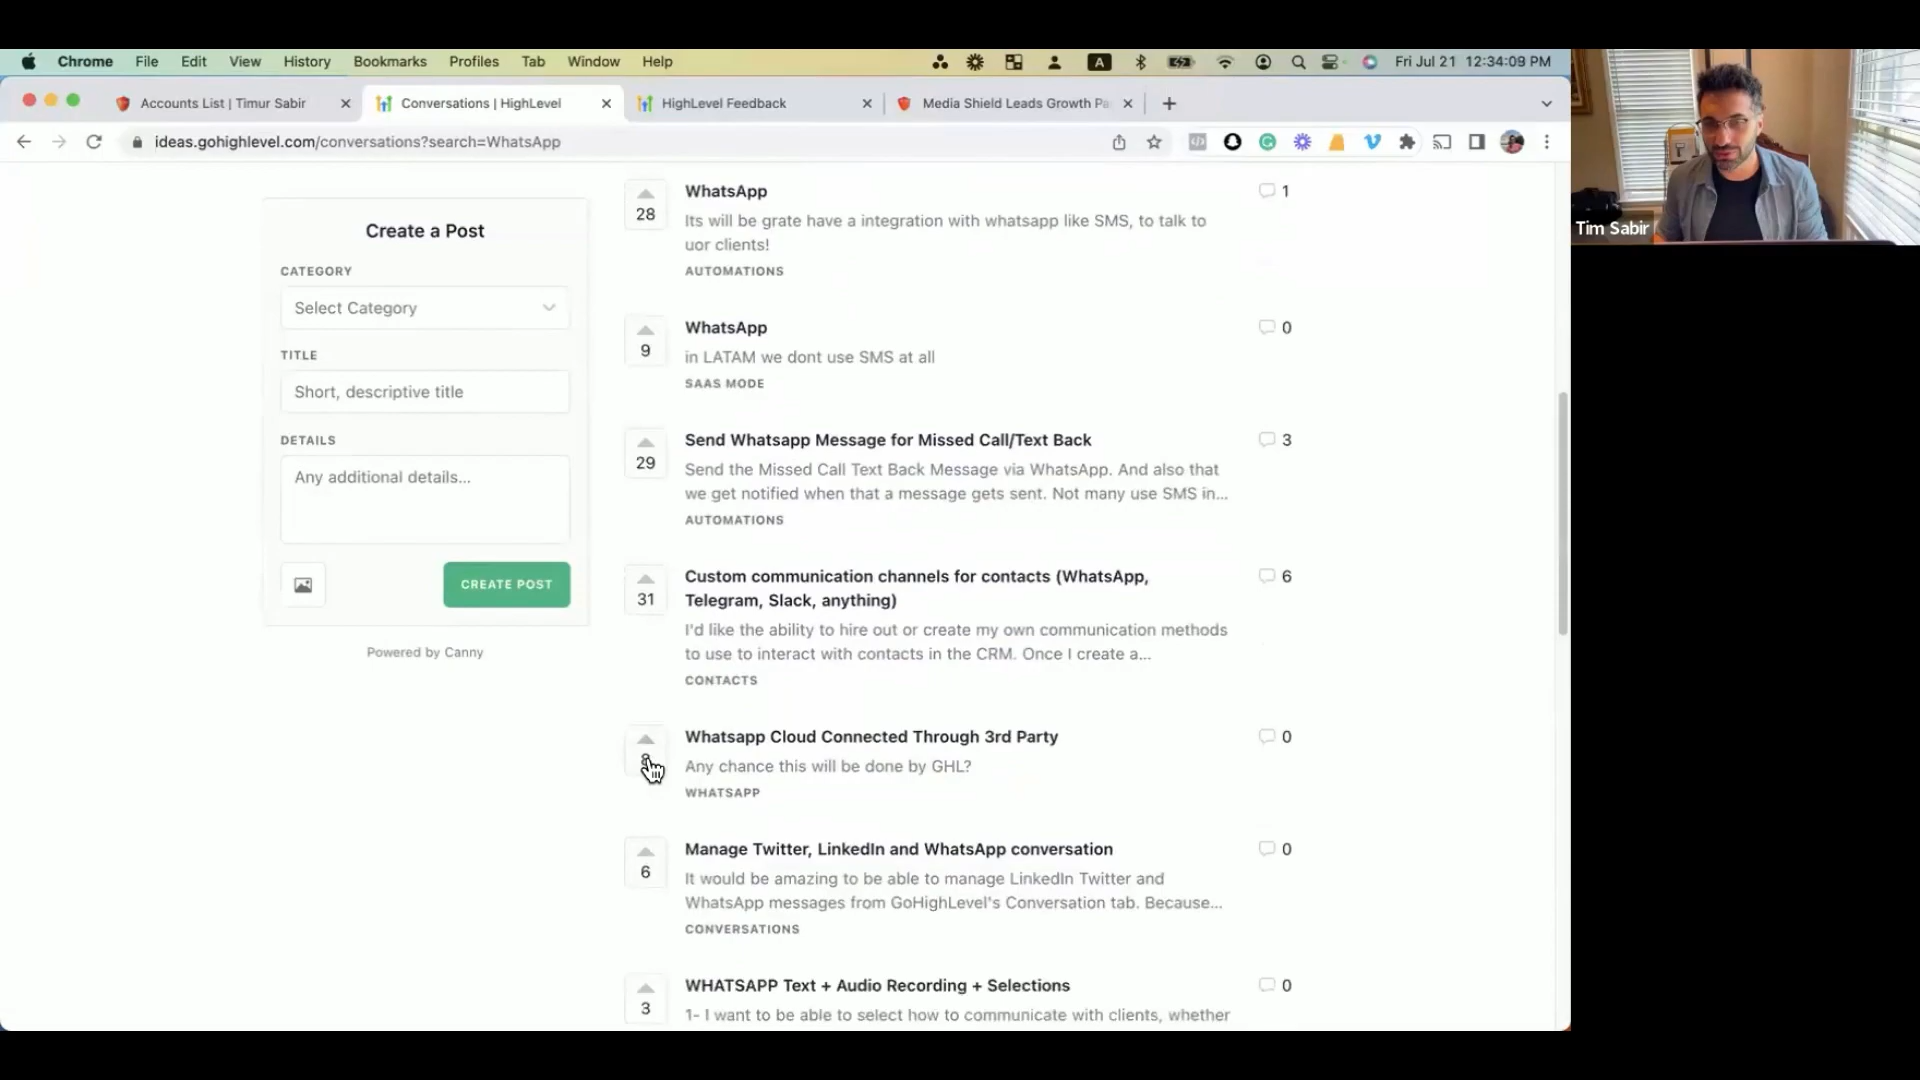 Chrome File Edit View History Bookmarks Profiles Tab Window Help A Fri Jul 21 12:34:09 PM
Accounts List | Timur Sabir Conversations | HighLevel HighLevel Feedback Media Shield Leads Growth Pa
ideas.gohighlevel.com/conversations?search=WhatsApp
Tim Sabir
Create a Post
CATEGORY
Select Category
TITLE
Short, descriptive title
DETAILS
Any additional details...
CREATE POST
Powered by Canny
WhatsApp 1
28
Its will be grate have a integration with whatsapp like SMS, to talk to
uor clients!
AUTOMATIONS
WhatsApp 0
9
in LATAM we dont use SMS at all
SAAS MODE
Send Whatsapp Message for Missed Call/Text Back 3
29
Send the Missed Call Text Back Message via WhatsApp. And also that
we get notified when that a message gets sent. Not many use SMS in...
AUTOMATIONS
Custom communication channels for contacts (WhatsApp, 6
Telegram, Slack, anything)
31
I'd like the ability to hire out or create my own communication methods
to use to interact with contacts in the CRM. Once I create a...
CONTACTS
Whatsapp Cloud Connected Through 3rd Party 0
Any chance this will be done by GHL?
WHATSAPP
Manage Twitter, LinkedIn and WhatsApp conversation 0
6
It would be amazing to be able to manage LinkedIn Twitter and
WhatsApp messages from GoHighLevel's Conversation tab. Because...
CONVERSATIONS
WHATSAPP Text + Audio Recording + Selections 0
3
1- I want to be able to select how to communicate with clients, whether